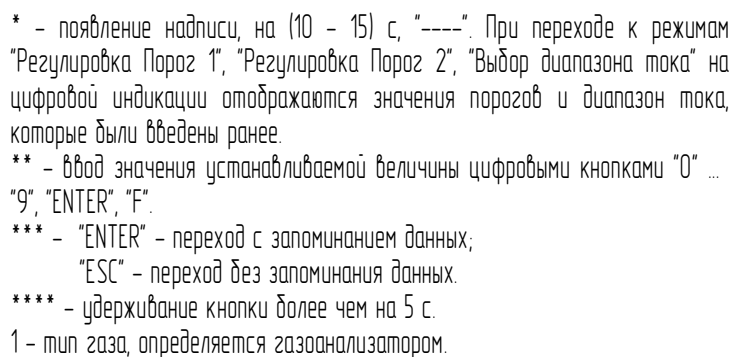 * – появление надписи, на (10 – 15) с, "----". При переходе к режимам
"Регулировка Порог 1", "Регулировка Порог 2", "Выбор диапазона тока" на
цифровой индикации отображаются значения порогов и диапазон тока,
которые были введены ранее.
** – ввод значения устанавливаемой величины цифровыми кнопками "0" ...
"9", "ENTER", "F".
*** – "ENTER" – переход с запоминанием данных;
"ESC" – переход без запоминания данных.
**** – удерживание кнопки более чем на 5 с.
1 – тип газа, определяется газоанализатором.